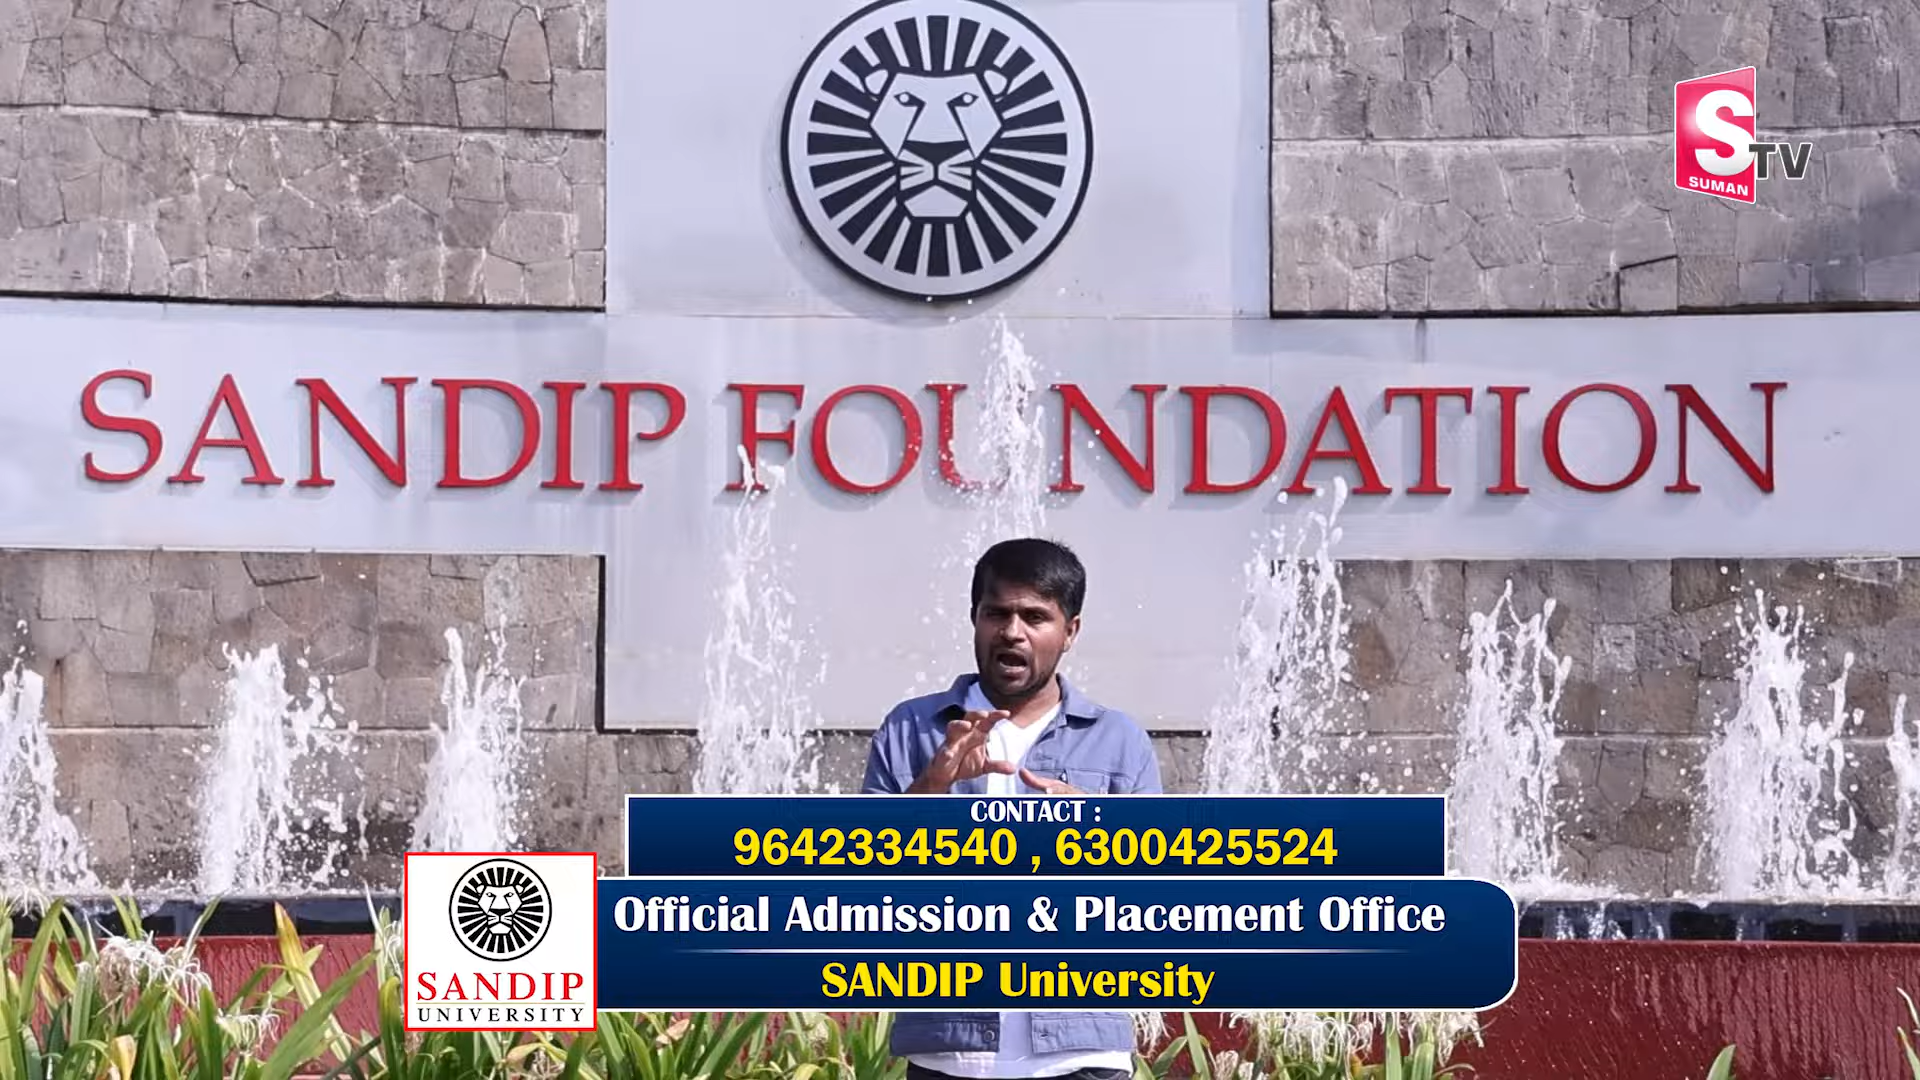 S TV
SUMAN
SANDIP FOUNDATION
CONTACT :
9642334540 , 6300425524
Official Admission & Placement Office
SANDIP University
SANDIP
UNIVERSITY